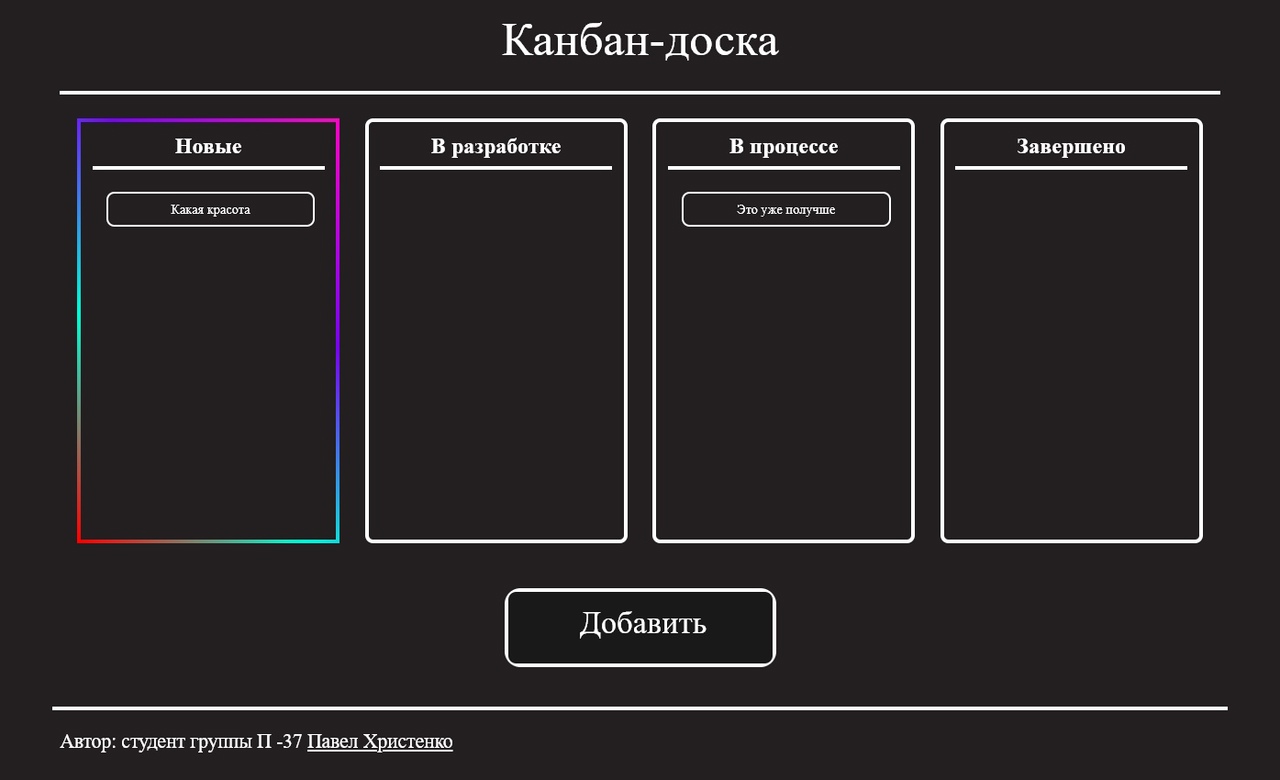 Канбан-доска
Новые
В разработке
В процессе
Завершено
Какая красота
Это уже получше
Добавить
Автор: студент группы П -37 Павел Христенко